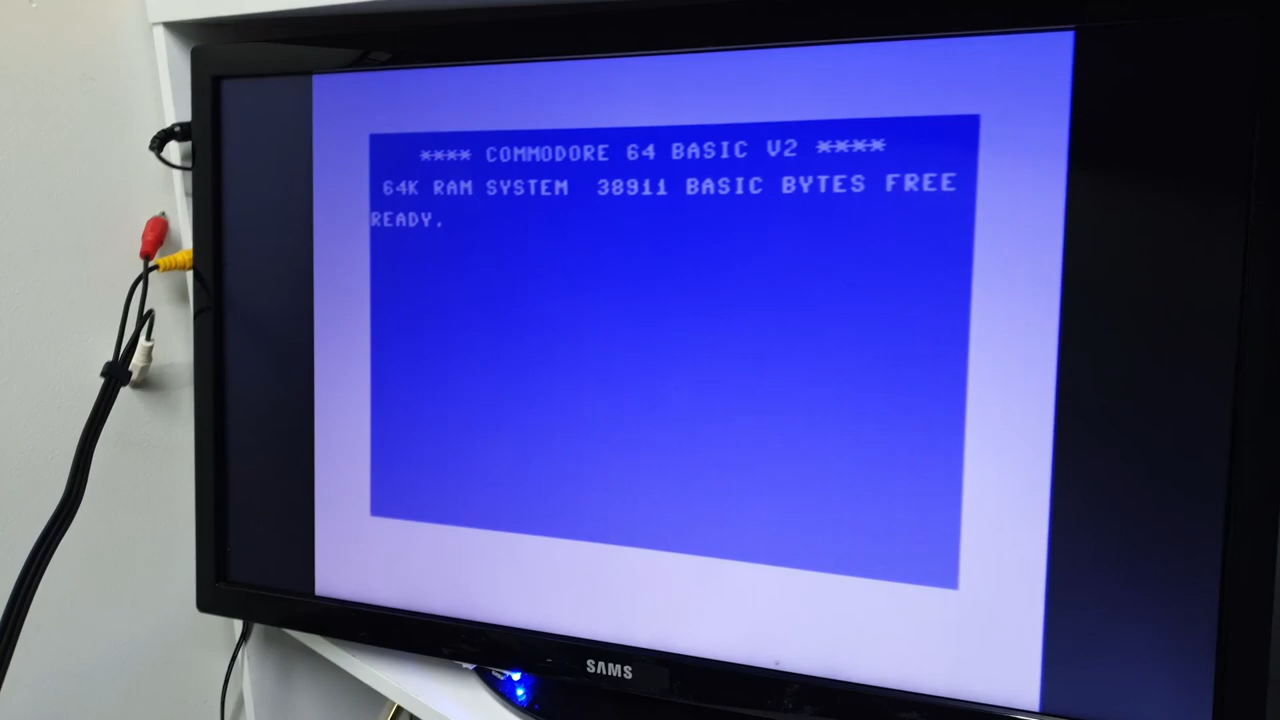 **** COMMODORE 64 BASIC V2 ****
64K RAM SYSTEM  38911 BASIC BYTES FREE
READY.
SAMS